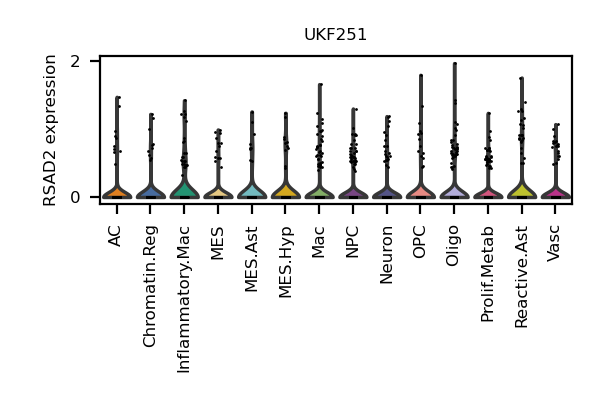 UKF251
RSAD2 expression
2
0
AC
Chromatin.Reg
Inflammatory.Mac
MES
MES.Ast
MES.Hyp
Mac
NPC
Neuron
OPC
Oligo
Prolif.Metab
Reactive.Ast
Vasc